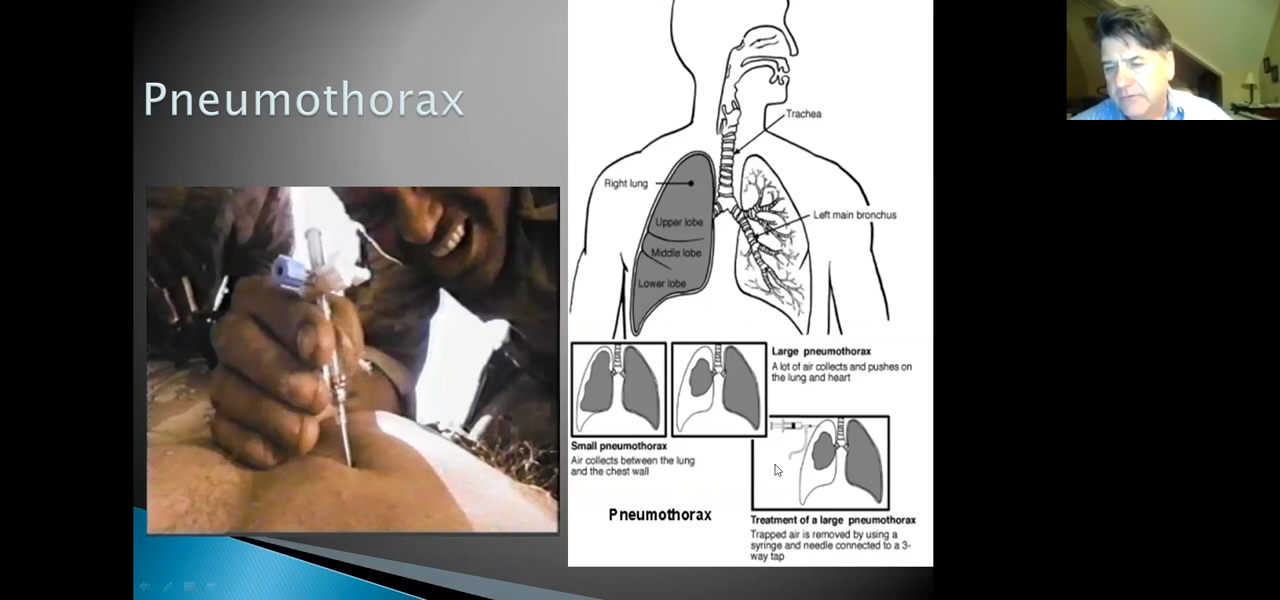 Pneumothorax
Trachea
Right lung
Left main bronchus
Upper lobe
Middle lobe
Lower lobe
Large pneumothorax
A lot of air collects and pushes on
the lung and heart
Small pneumothorax
Air collects between the lung
and the chest wall
Pneumothorax
Treatment of a large pneumothorax
Trapped air is removed by using a
syringe and needle connected to a 3-
way tap